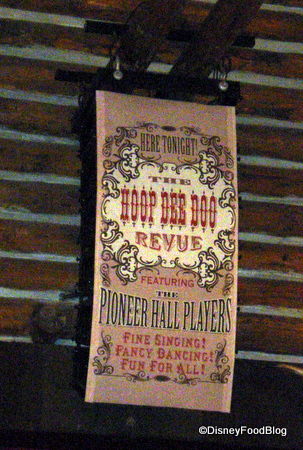 HERE TONIGHT!
THE
HOOP DEE DOO
REVUE
FEATURING
THE
PIONEER HALL PLAYERS
FINE SINGING!
FANCY DANCING!
FUN FOR ALL!
©DisneyFoodBlog